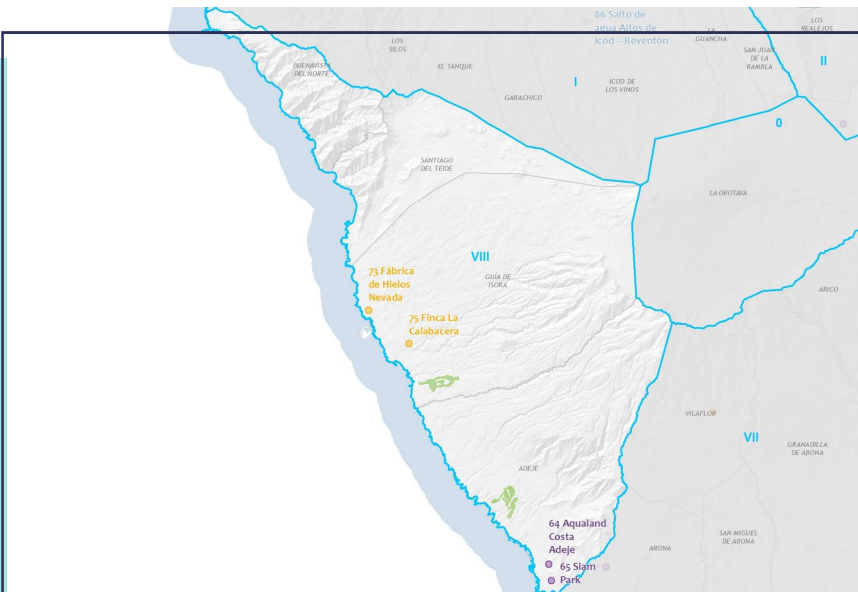 86 Salto de
agua Altos de
Icod – Reventón
LA
GUANCHA
LOS
REALEJOS
LOS
SILOS
SAN JUAN
DE LA
RAMBLA
II
BUENAVISTA
DEL NORTE
EL TANQUE
I
ICOD DE
LOS VINOS
GARACHICO
0
SANTIAGO
DEL TEIDE
LA OROTAVA
VIII
73 Fábrica
de Hielos
Nevada
GUÍA DE
ISORA
ARICO
75 Finca La
Calabacera
VILAFLOR
VII
GRANADILLA
DE ABONA
ADEJE
64 Aqualand
Costa
Adeje
SAN MIGUEL
DE ABONA
ARONA
65 Siam
Park